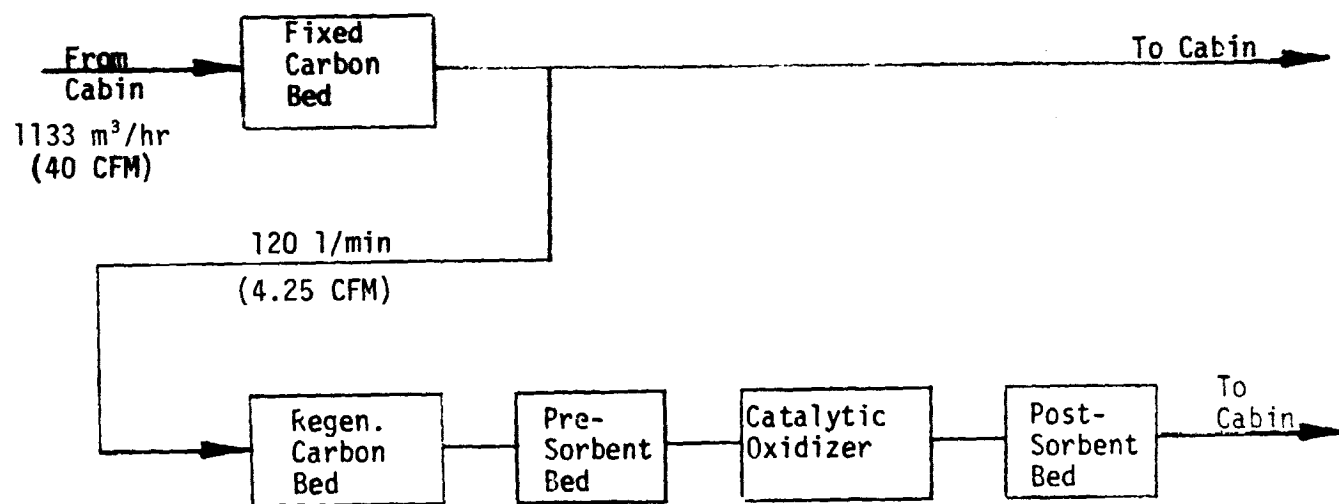 Fixed
Carbon
Bed
From
Cabin
1133 m³/hr
(40 CFM)
To Cabin
120 l/min
(4.25 CFM)
Regen.
Carbon
Bed
Pre-
Sorbent
Bed
Catalytic
Oxidizer
Post-
Sorbent
Bed
To
Cabin